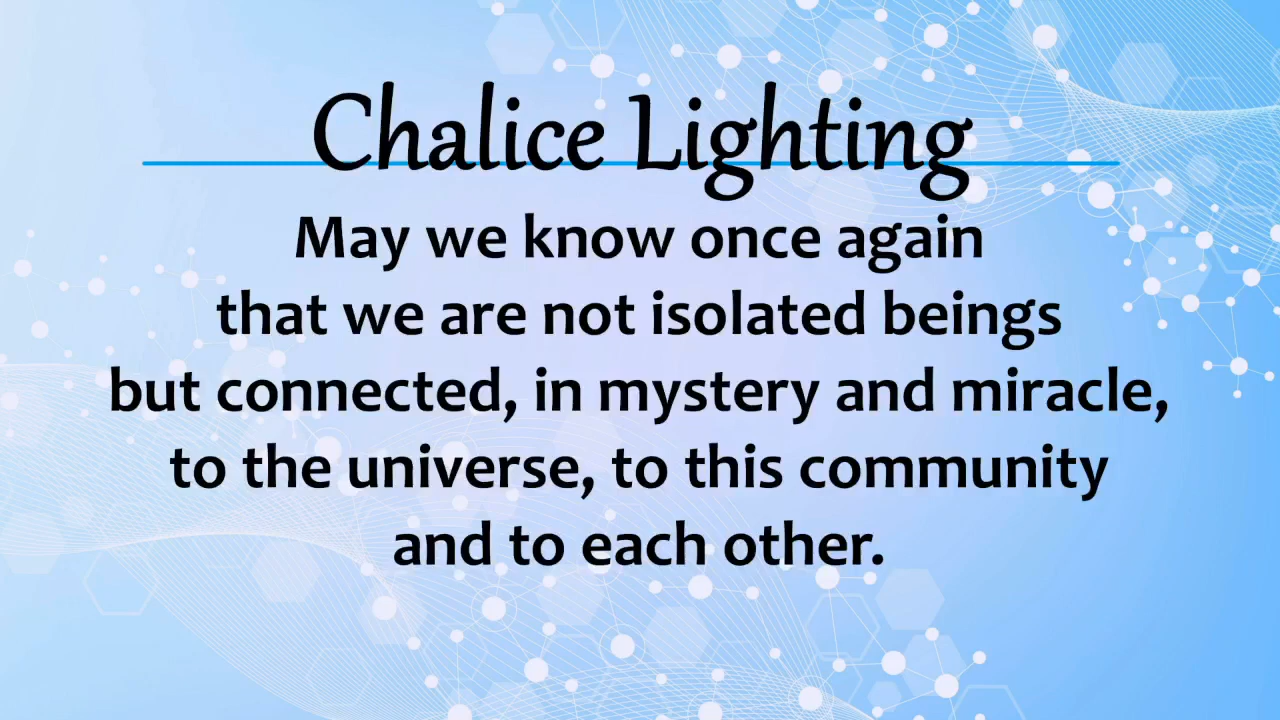 Chalice Lighting
May we know once again
that we are not isolated beings
but connected, in mystery and miracle,
to the universe, to this community
and to each other.